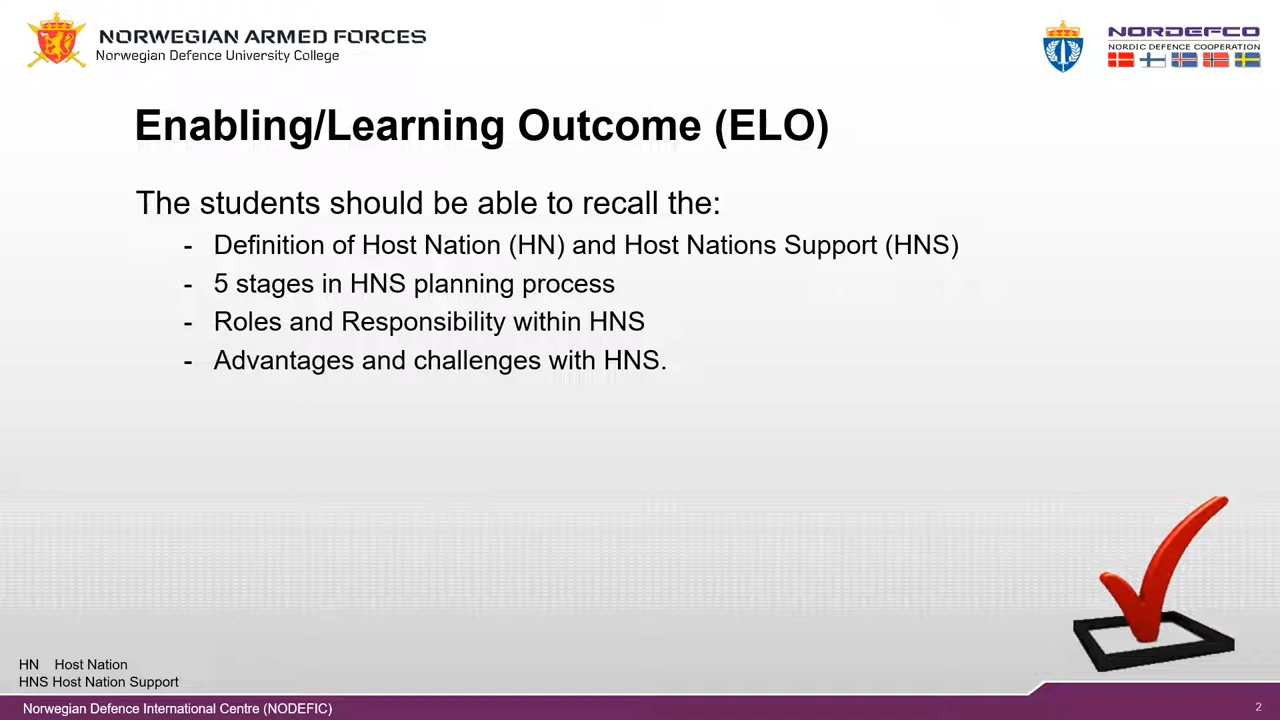 NORWEGIAN ARMED FORCES
Norwegian Defence University College
NORDEFCO
NORDIC DEFENCE COOPERATION
Enabling/Learning Outcome (ELO)
The students should be able to recall the:
- Definition of Host Nation (HN) and Host Nations Support (HNS)
- 5 stages in HNS planning process
- Roles and Responsibility within HNS
- Advantages and challenges with HNS.
HN Host Nation
HNS Host Nation Support
Norwegian Defence International Centre (NODEFIC)
2